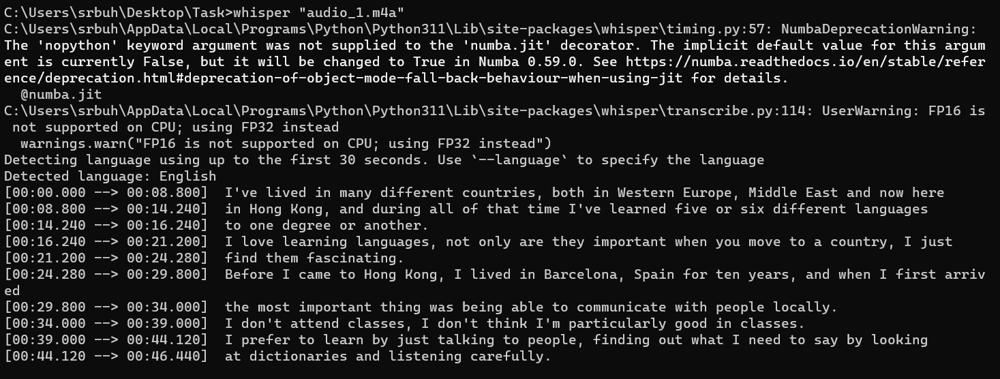 C:\Users\srbuh\Desktop\Task>whisper "audio_1.m4a"
C:\Users\srbuh\AppData\Local\Programs\Python\Python311\Lib\site-packages\whisper\timing.py:57: NumbaDeprecationWarning:
The 'nopython' keyword argument was not supplied to the 'numba.jit' decorator. The implicit default value for this argum
ent is currently False, but it will be changed to True in Numba 0.59.0. See https://numba.readthedocs.io/en/stable/refer
ence/deprecation.html#deprecation-of-object-mode-fall-back-behaviour-when-using-jit for details.
  @numba.jit
C:\Users\srbuh\AppData\Local\Programs\Python\Python311\Lib\site-packages\whisper\transcribe.py:114: UserWarning: FP16 is
 not supported on CPU; using FP32 instead
  warnings.warn("FP16 is not supported on CPU; using FP32 instead")
Detecting language using up to the first 30 seconds. Use `--language` to specify the language
Detected language: English
[00:00.000 --> 00:08.800]  I've lived in many different countries, both in Western Europe, Middle East and now here
[00:08.800 --> 00:14.240]  in Hong Kong, and during all of that time I've learned five or six different languages
[00:14.240 --> 00:16.240]  to one degree or another.
[00:16.240 --> 00:21.200]  I love learning languages, not only are they important when you move to a country, I just
[00:21.200 --> 00:24.280]  find them fascinating.
[00:24.280 --> 00:29.800]  Before I came to Hong Kong, I lived in Barcelona, Spain for ten years, and when I first arriv
ed
[00:29.800 --> 00:34.000]  the most important thing was being able to communicate with people locally.
[00:34.000 --> 00:39.000]  I don't attend classes, I don't think I'm particularly good in classes.
[00:39.000 --> 00:44.120]  I prefer to learn by just talking to people, finding out what I need to say by looking
[00:44.120 --> 00:46.440]  at dictionaries and listening carefully.